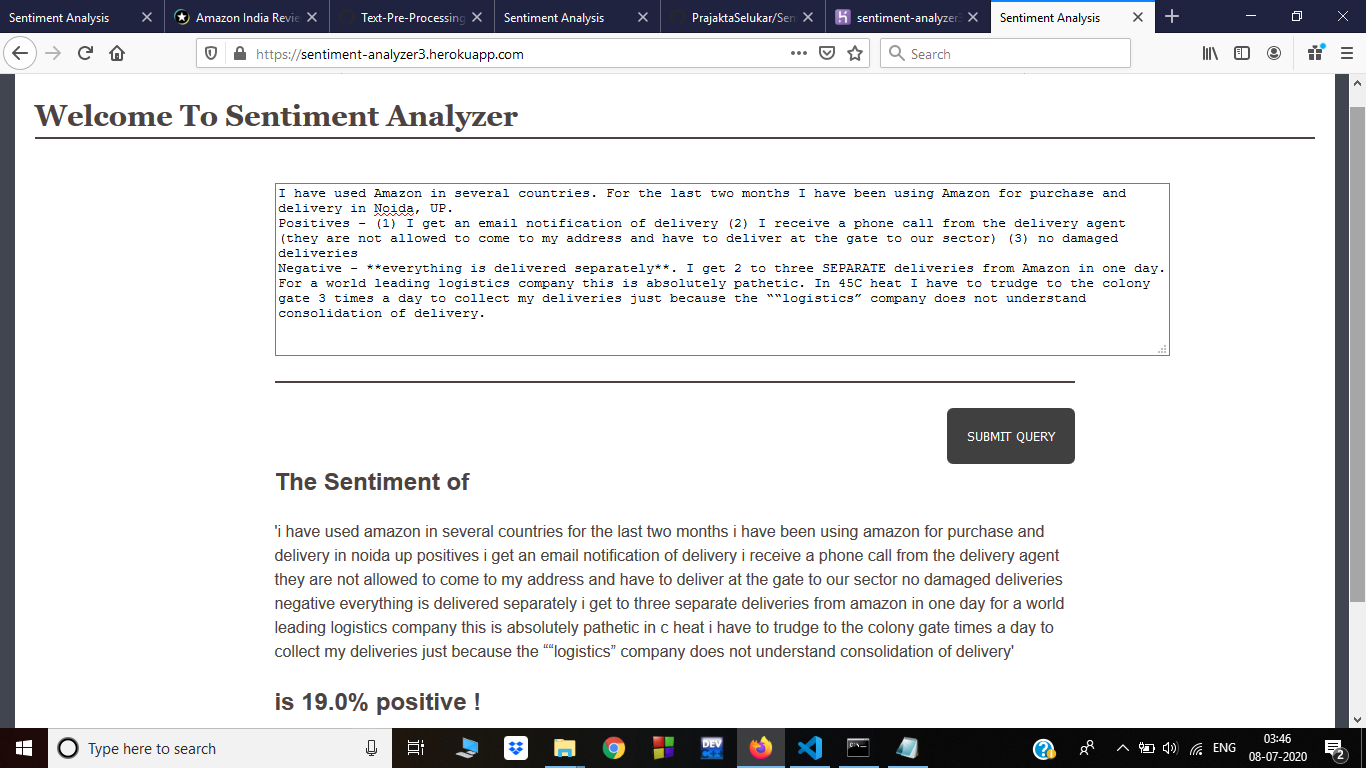 Sentiment Analysis
Amazon India Revie
Text-Pre-Processing
Sentiment Analysis
PrajaktaSelukar/Sen
sentiment-analyzer3
Sentiment Analysis
https://sentiment-analyzer3.herokuapp.com
Search
Welcome To Sentiment Analyzer
I have used Amazon in several countries. For the last two months I have been using Amazon for purchase and
delivery in Noida, UP.
Positives – (1) I get an email notification of delivery (2) I receive a phone call from the delivery agent
(they are not allowed to come to my address and have to deliver at the gate to our sector) (3) no damaged
deliveries
Negative – **everything is delivered separately**. I get 2 to three SEPARATE deliveries from Amazon in one day.
For a world leading logistics company this is absolutely pathetic. In 45C heat I have to trudge to the colony
gate 3 times a day to collect my deliveries just because the ““logistics” company does not understand
consolidation of delivery.
SUBMIT QUERY
The Sentiment of
'i have used amazon in several countries for the last two months i have been using amazon for purchase and
delivery in noida up positives i get an email notification of delivery i receive a phone call from the delivery agent
they are not allowed to come to my address and have to deliver at the gate to our sector no damaged deliveries
negative everything is delivered separately i get to three separate deliveries from amazon in one day for a world
leading logistics company this is absolutely pathetic in c heat i have to trudge to the colony gate times a day to
collect my deliveries just because the ““logistics” company does not understand consolidation of delivery'
is 19.0% positive !
Type here to search
DEV
ENG
03:46
08-07-2020
2